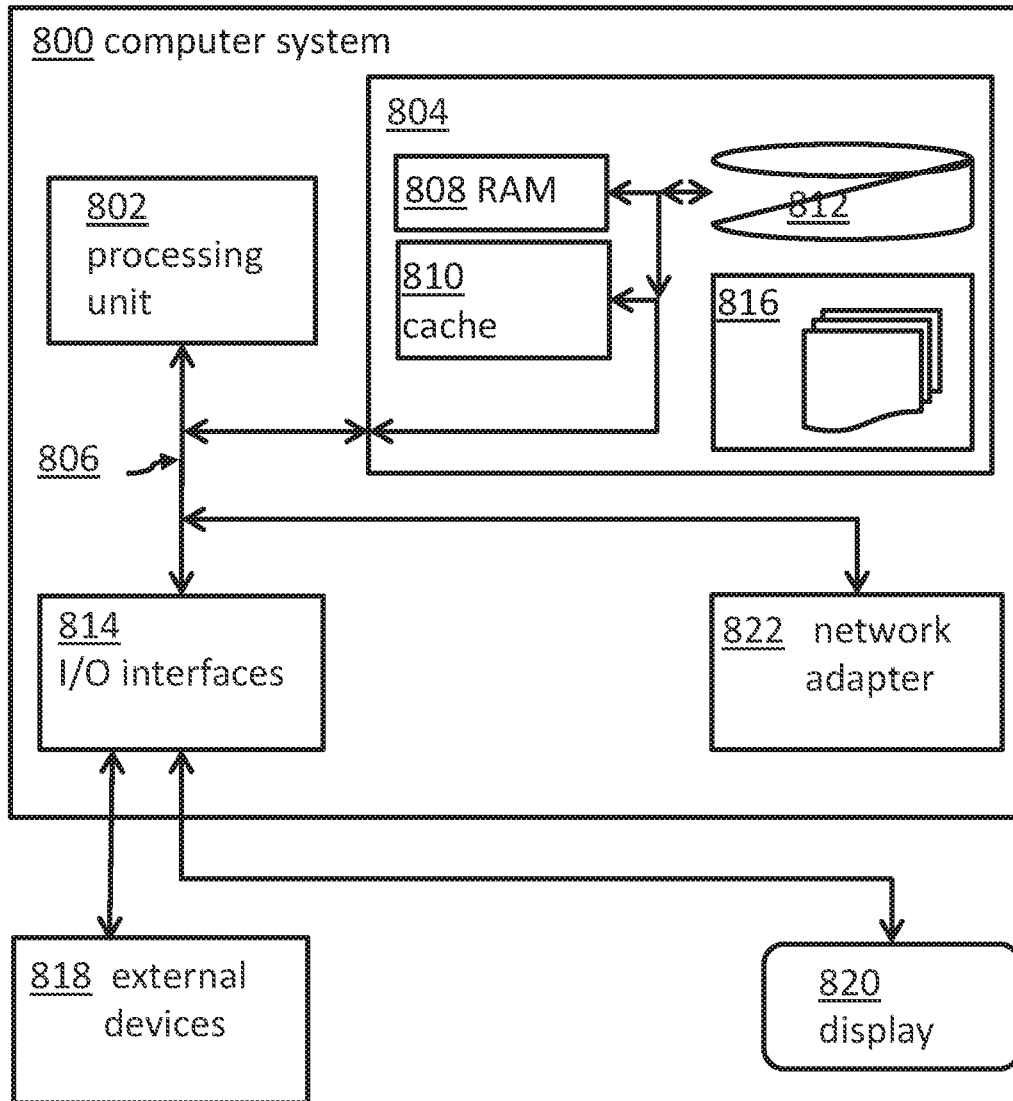 800 computer system
804
802
processing
unit
808 RAM
812
810
cache
816
806
814
I/O interfaces
822 network
adapter
818 external
devices
820
display